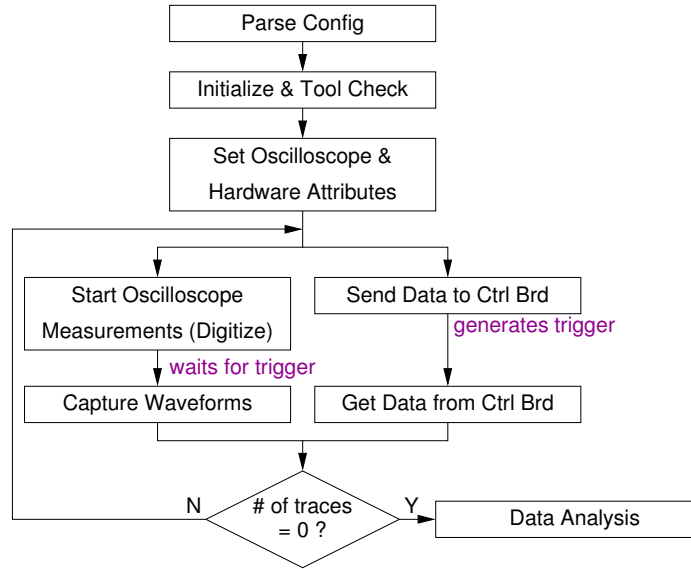 Parse Config
Initialize & Tool Check
Set Oscilloscope &
Hardware Attributes
Start Oscilloscope
Measurements (Digitize)
waits for trigger
Capture Waveforms
Send Data to Ctrl Brd
generates trigger
Get Data from Ctrl Brd
N
# of traces
= 0 ?
Y
Data Analysis